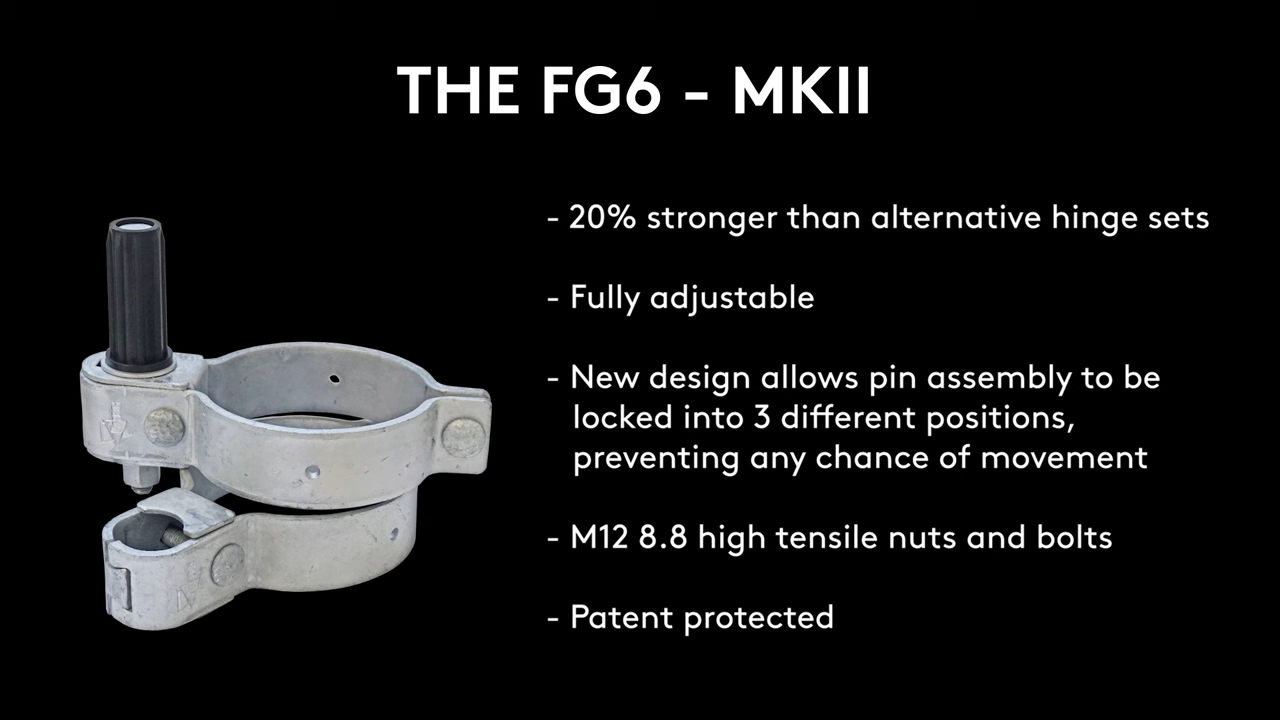 THE FG6 - MKII
- 20% stronger than alternative hinge sets
- Fully adjustable
- New design allows pin assembly to be
locked into 3 different positions,
preventing any chance of movement
- M12 8.8 high tensile nuts and bolts
- Patent protected